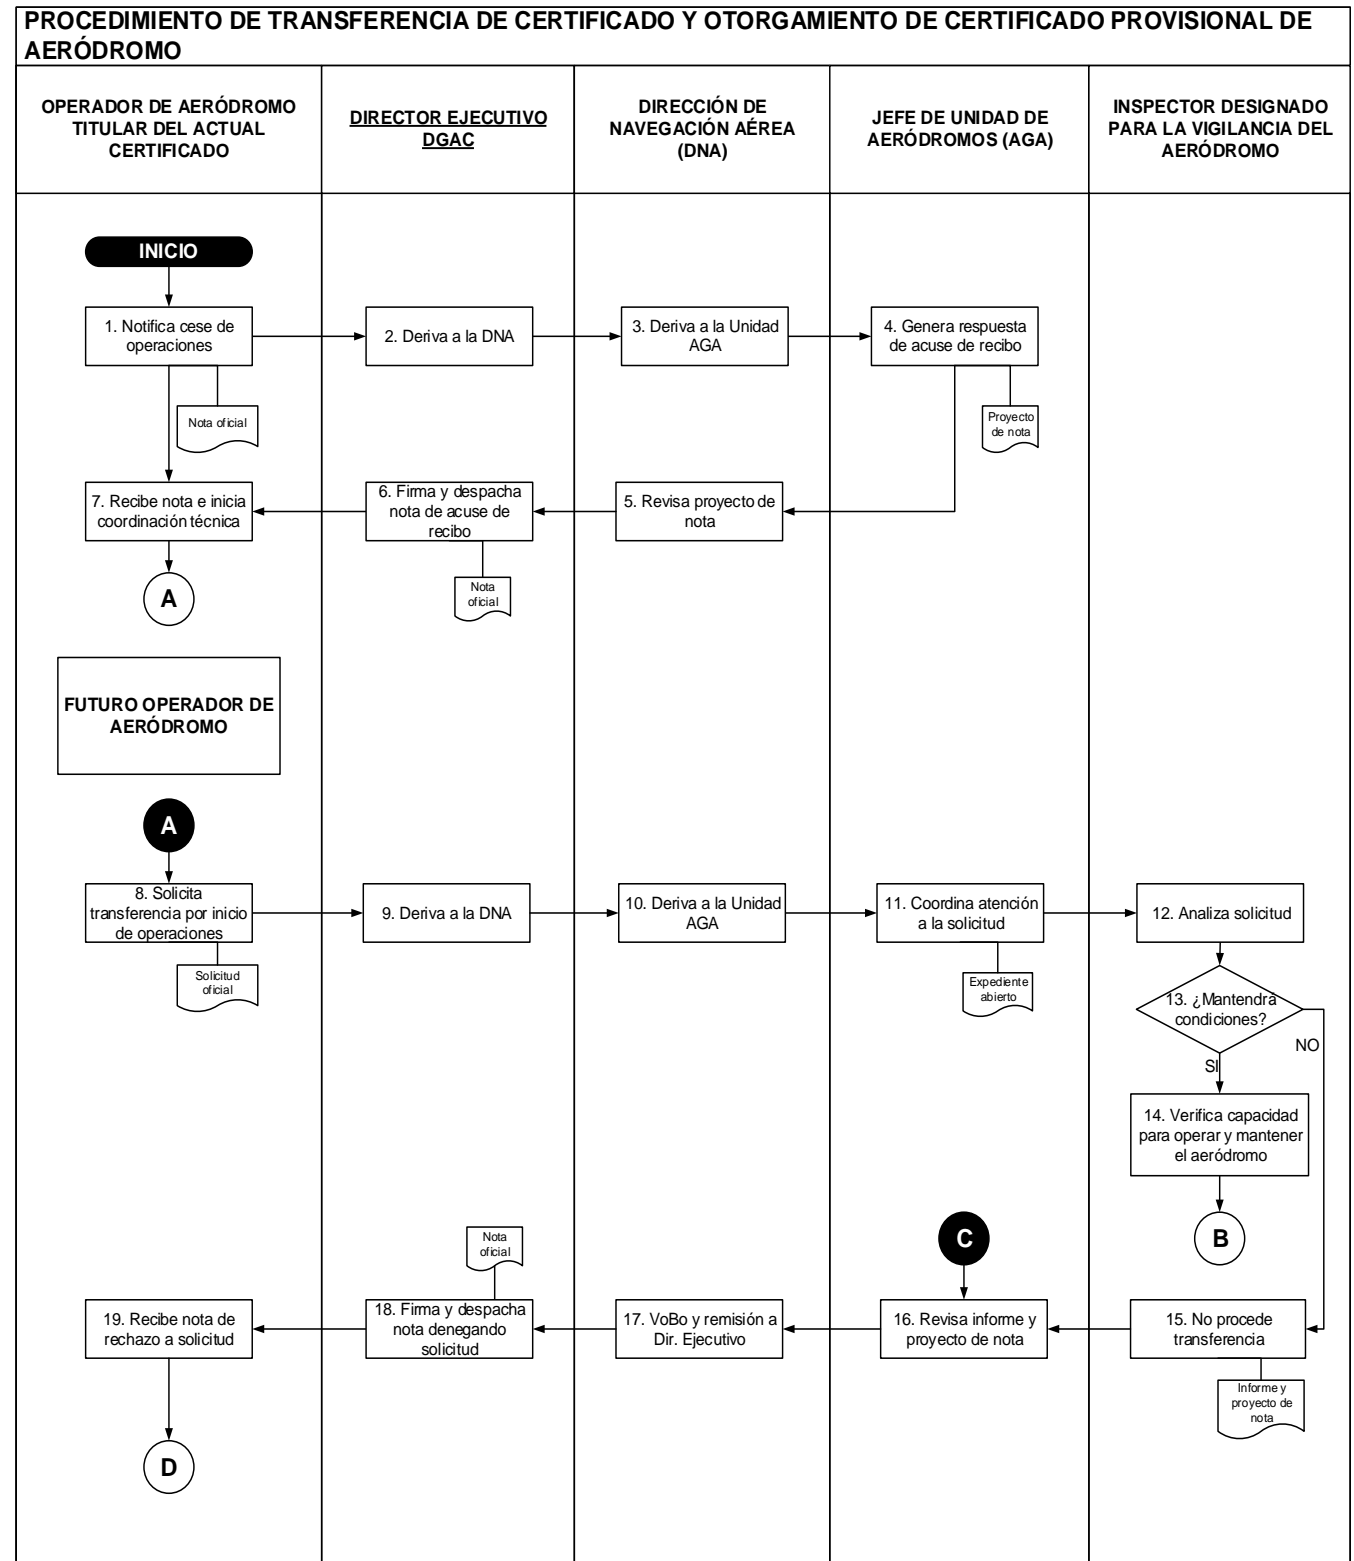 PROCEDIMIENTO DE TRANSFERENCIA DE CERTIFICADO Y OTORGAMIENTO DE CERTIFICADO PROVISIONAL DE
AERÓDROMO
OPERADOR DE AERÓDROMO
TITULAR DEL ACTUAL
CERTIFICADO
DIRECTOR EJECUTIVO
DGAC
DIRECCIÓN DE
NAVEGACIÓN AÉREA
(DNA)
JEFE DE UNIDAD DE
AERÓDROMOS (AGA)
INSPECTOR DESIGNADO
PARA LA VIGILANCIA DEL
AERÓDROMO
INICIO
1. Notifica cese de
operaciones
Nota oficial
2. Deriva a la DNA
3. Deriva a la Unidad
AGA
4. Genera respuesta
de acuse de recibo
Proyecto
de nota
7. Recibe nota e inicia
coordinación técnica
6. Firma y despacha
nota de acuse de
recibo
Nota
oficial
5. Revisa proyecto de
nota
A
FUTURO OPERADOR DE
AERÓDROMO
A
8. Solicita
transferencia por inicio
de operaciones
Solicitud
oficial
9. Deriva a la DNA
10. Deriva a la Unidad
AGA
11. Coordina atención
a la solicitud
Expediente
abierto
12. Analiza solicitud
13. ¿Mantendrá
condiciones?
NO
SI
14. Verifica capacidad
para operar y mantener
el aeródromo
B
C
Nota
oficial
19. Recibe nota de
rechazo a solicitud
18. Firma y despacha
nota denegando
solicitud
17. VoBo y remisión a
Dir. Ejecutivo
16. Revisa informe y
proyecto de nota
15. No procede
transferencia
Informe y
proyecto de
nota
D